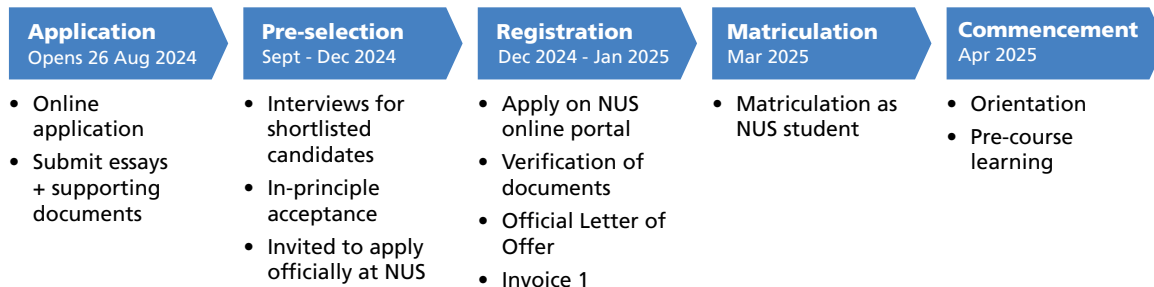 Application
Opens 26 Aug 2024
• Online
application
• Submit essays
+ supporting
documents
Pre-selection
Sept - Dec 2024
• Interviews for
shortlisted
candidates
• In-principle
acceptance
• Invited to apply
officially at NUS
Registration
Dec 2024 - Jan 2025
• Apply on NUS
online portal
• Verification of
documents
• Official Letter of
Offer
• Invoice 1
Matriculation
Mar 2025
• Matriculation as
NUS student
Commencement
Apr 2025
• Orientation
• Pre-course
learning